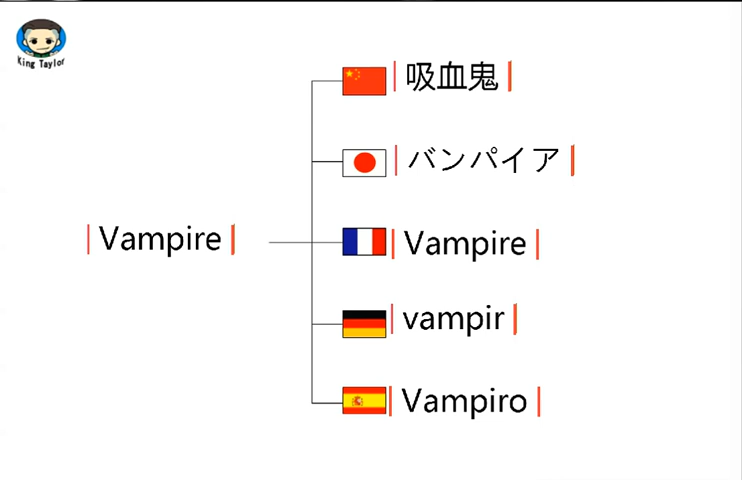 King Taylor
吸血鬼
バンパイア
Vampire
Vampire
vampir
Vampiro